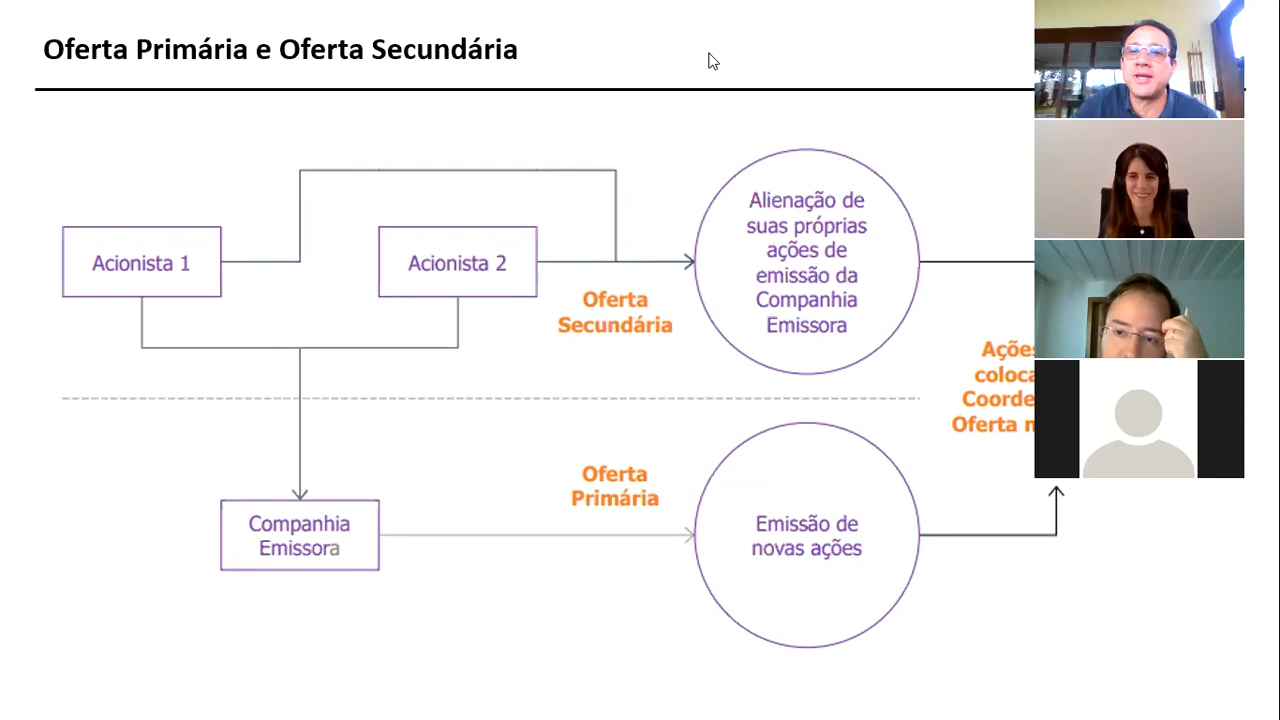 Oferta Primária e Oferta Secundária
Alienação de
suas próprias
ações de
emissão da
Companhia
Emissora
Acionista 1
Acionista 2
Oferta
Secundária
Oferta
Oferta
Primária
Companhia
Emissora
Emissão de
novas ações